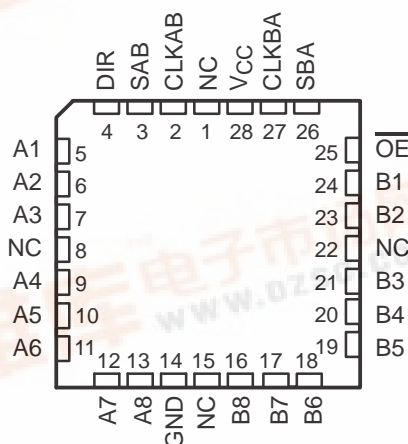 DIR SAB CLKAB NC VCC CLKBA SBA
4 3 2 1 28 27 26
A1 5 25 OE
A2 6 24 B1
A3 7 23 B2
NC 8 22 NC
A4 9 21 B3
A5 10 20 B4
A6 11 19 B5
12 13 14 15 16 17 18
A7 A8 GND NC B8 B7 B6